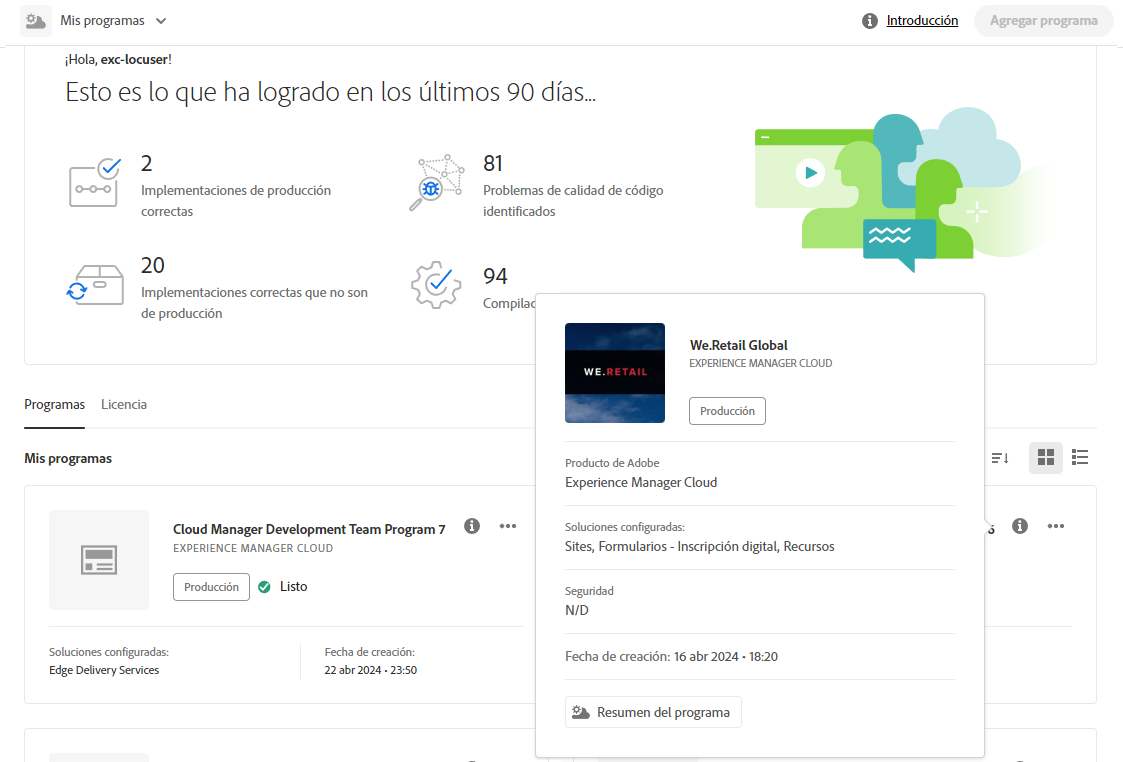 Mis programas
Introducción
Agregar programa
¡Hola, exc-locuser!
Esto es lo que ha logrado en los últimos 90 días...
2
Implementaciones de producción
correctas
81
Problemas de calidad de código
identificados
20
Implementaciones correctas que no son
de producción
94
Programas
Licencia
Mis programas
Cloud Manager Development Team Program 7
EXPERIENCE MANAGER CLOUD
Producción
Listo
Soluciones configuradas:
Edge Delivery Services
Fecha de creación:
22 abr 2024 • 23:50
WE.RETAIL
We.Retail Global
EXPERIENCE MANAGER CLOUD
Producción
Producto de Adobe
Experience Manager Cloud
Soluciones configuradas:
Sites, Formularios - Inscripción digital, Recursos
Seguridad
N/D
Fecha de creación: 16 abr 2024 • 18:20
Resumen del programa